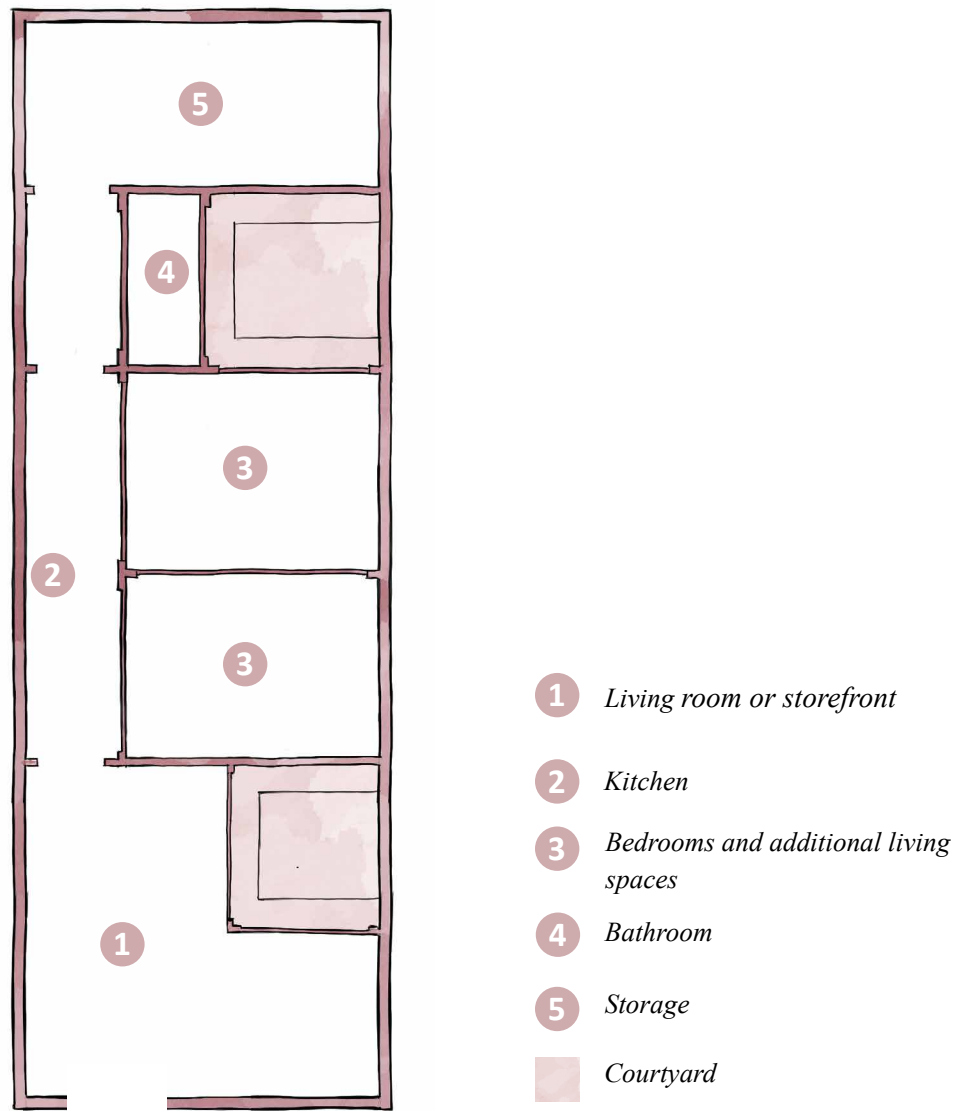 5
4
3
2
3
1
1 Living room or storefront
2 Kitchen
3 Bedrooms and additional living
spaces
4 Bathroom
5 Storage
Courtyard